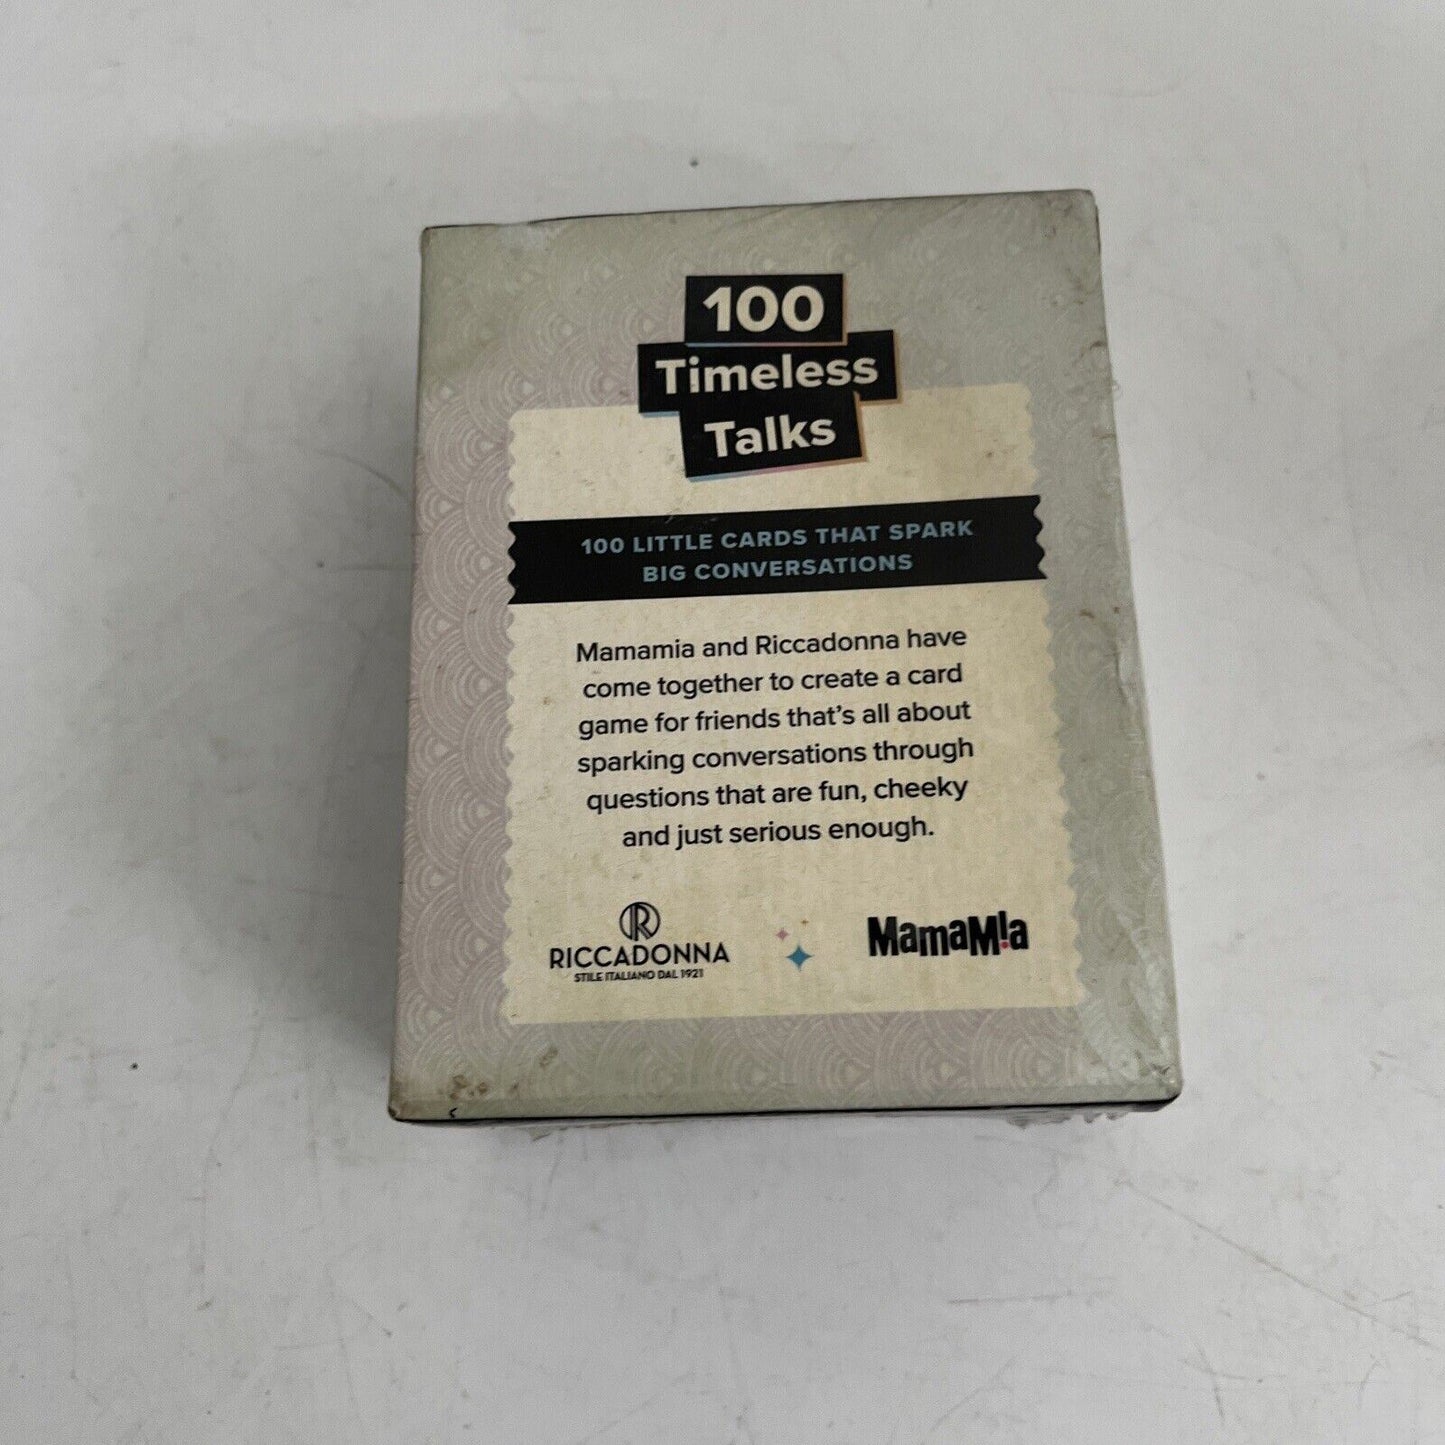 100
Timeless
Talks
100 LITTLE CARDS THAT SPARK
BIG CONVERSATIONS
Mamamia and Riccadonna have
come together to create a card
game for friends that's all about
sparking conversations through
questions that are fun, cheeky
and just serious enough.
R
RICCADONNA
STILE ITALIANO DAL 1921
MamaM!a